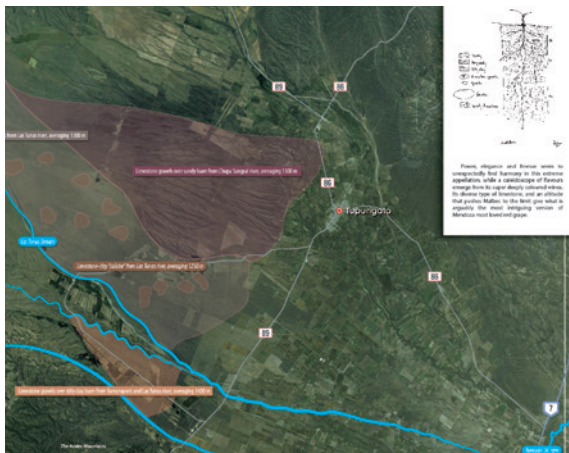 89
86
from Las Tunas river, averaging 1300 m
Limestone gravels over sandy loam from Chupa Sangral river, averaging 1300 m
86
Tupungato
Las Tunas Stream
Limestone-clay "caliche" from Las Tunas river, averaging 1250 m
86
89
Limestone gravels over silty-clay loam from
and Las Tunas rivers, averaging
7
The Andes Mountains
Power, elegance and finesse seem to
unexpectedly find harmony in this extreme
appellation, while a caleidoscope of flavours
emerge from its super deeply coloured wines.
Its diverse type of limestone, and an altitude
that pushes Malbec to the limit give what is
arguably the most intriguing version of
Mendoza most loved red grape.